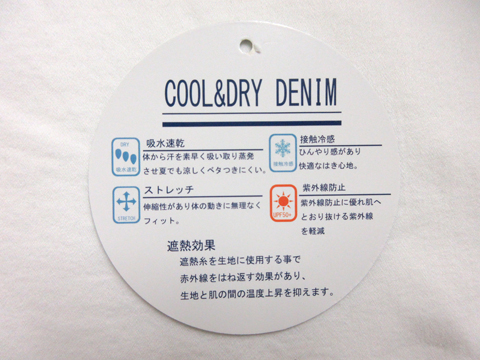 COOL&DRY DENIM
DRY
吸水速乾
吸水速乾
体から汗を素早く吸い取り蒸発
させ夏でも涼しくベタつきにくい。
接触冷感
接触冷感
ひんやり感があり
快適なはき心地。
STRETCH
ストレッチ
伸縮性があり体の動きに無理なく
フィット。
UPF50+
紫外線防止
紫外線防止に優れ肌へ
とおり抜ける紫外線
を軽減
遮熱効果
遮熱糸を生地に使用する事で
赤外線をはね返す効果があり、
生地と肌の間の温度上昇を抑えます。